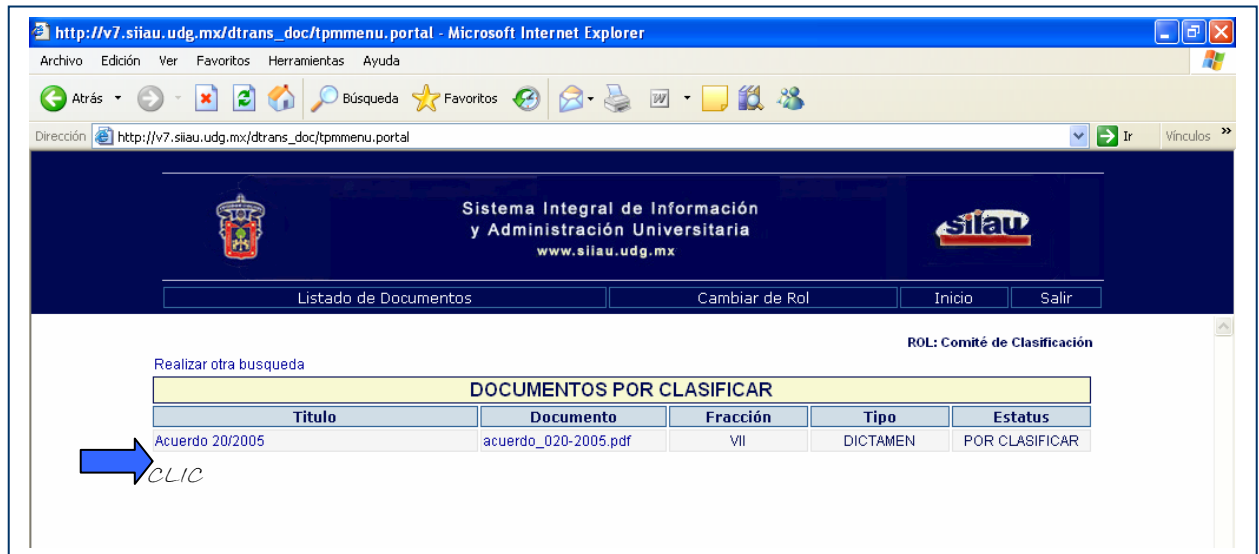 http://v7.siiau.udg.mx/dtrans_doc/tpmmenu.portal - Microsoft Internet Explorer
Archivo Edición Ver Favoritos Herramientas Ayuda
Atrás Búsqueda Favoritos
Dirección http://v7.siiau.udg.mx/dtrans_doc/tpmmenu.portal Ir Vínculos »
Sistema Integral de Información
y Administración Universitaria
www.siiau.udg.mx
siiau
Listado de Documentos Cambiar de Rol Inicio Salir
ROL: Comité de Clasificación
Realizar otra busqueda
DOCUMENTOS POR CLASIFICAR
Titulo Documento Fracción Tipo Estatus
Acuerdo 20/2005 acuerdo_020-2005.pdf VII DICTAMEN POR CLASIFICAR
CLIC